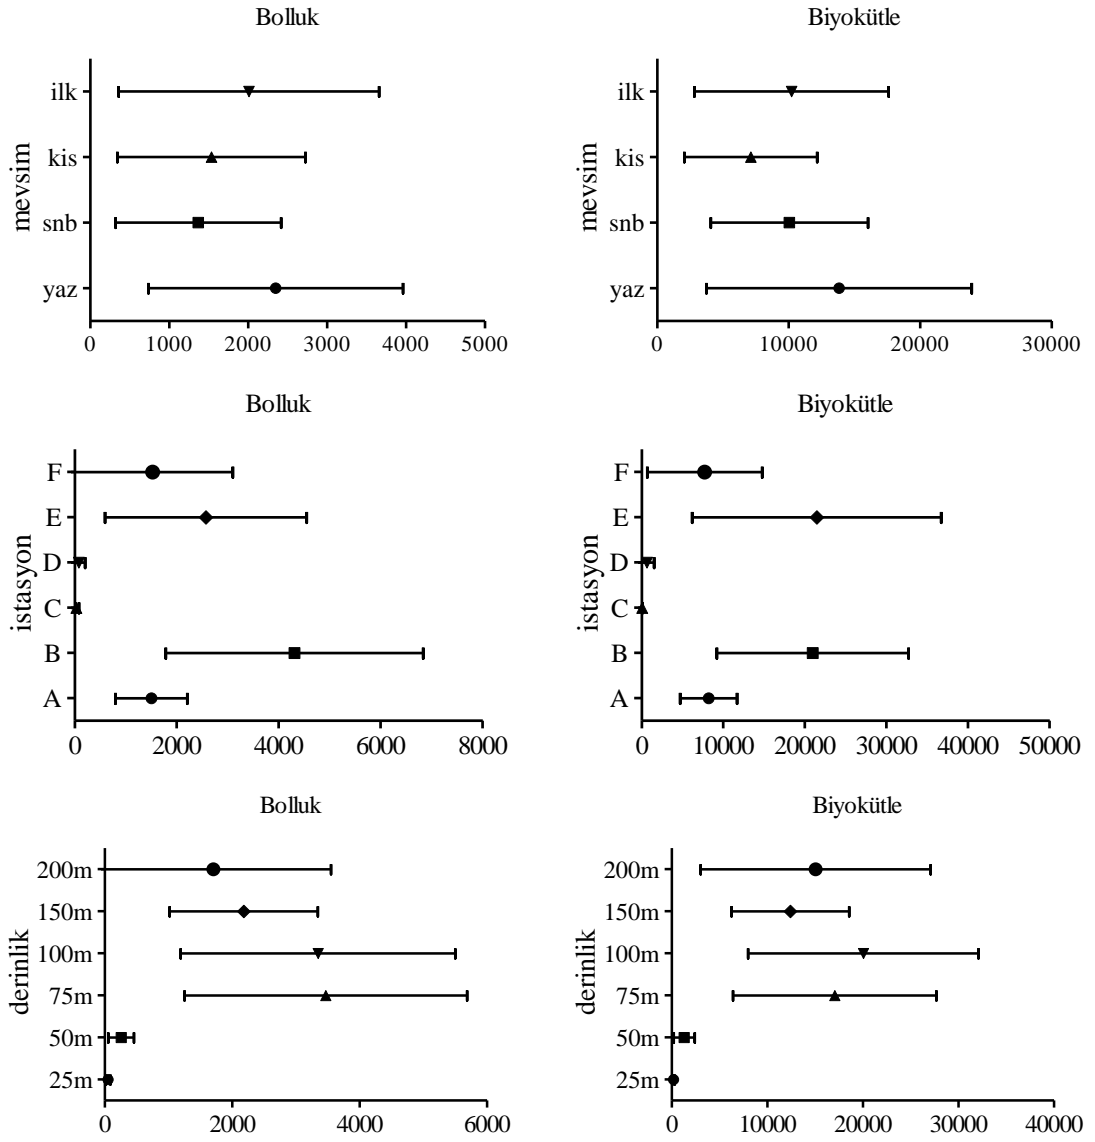 Bolluk
mevsim
ilk
kis
snb
yaz
0 1000 2000 3000 4000 5000
Biyokütle
mevsim
ilk
kis
snb
yaz
0 10000 20000 30000
Bolluk
istasyon
F
E
D
C
B
A
0 2000 4000 6000 8000
Biyokütle
istasyon
F
E
D
C
B
A
0 10000 20000 30000 40000 50000
Bolluk
derinlik
200m
150m
100m
75m
50m
25m
0 2000 4000 6000
Biyokütle
derinlik
200m
150m
100m
75m
50m
25m
0 10000 20000 30000 40000